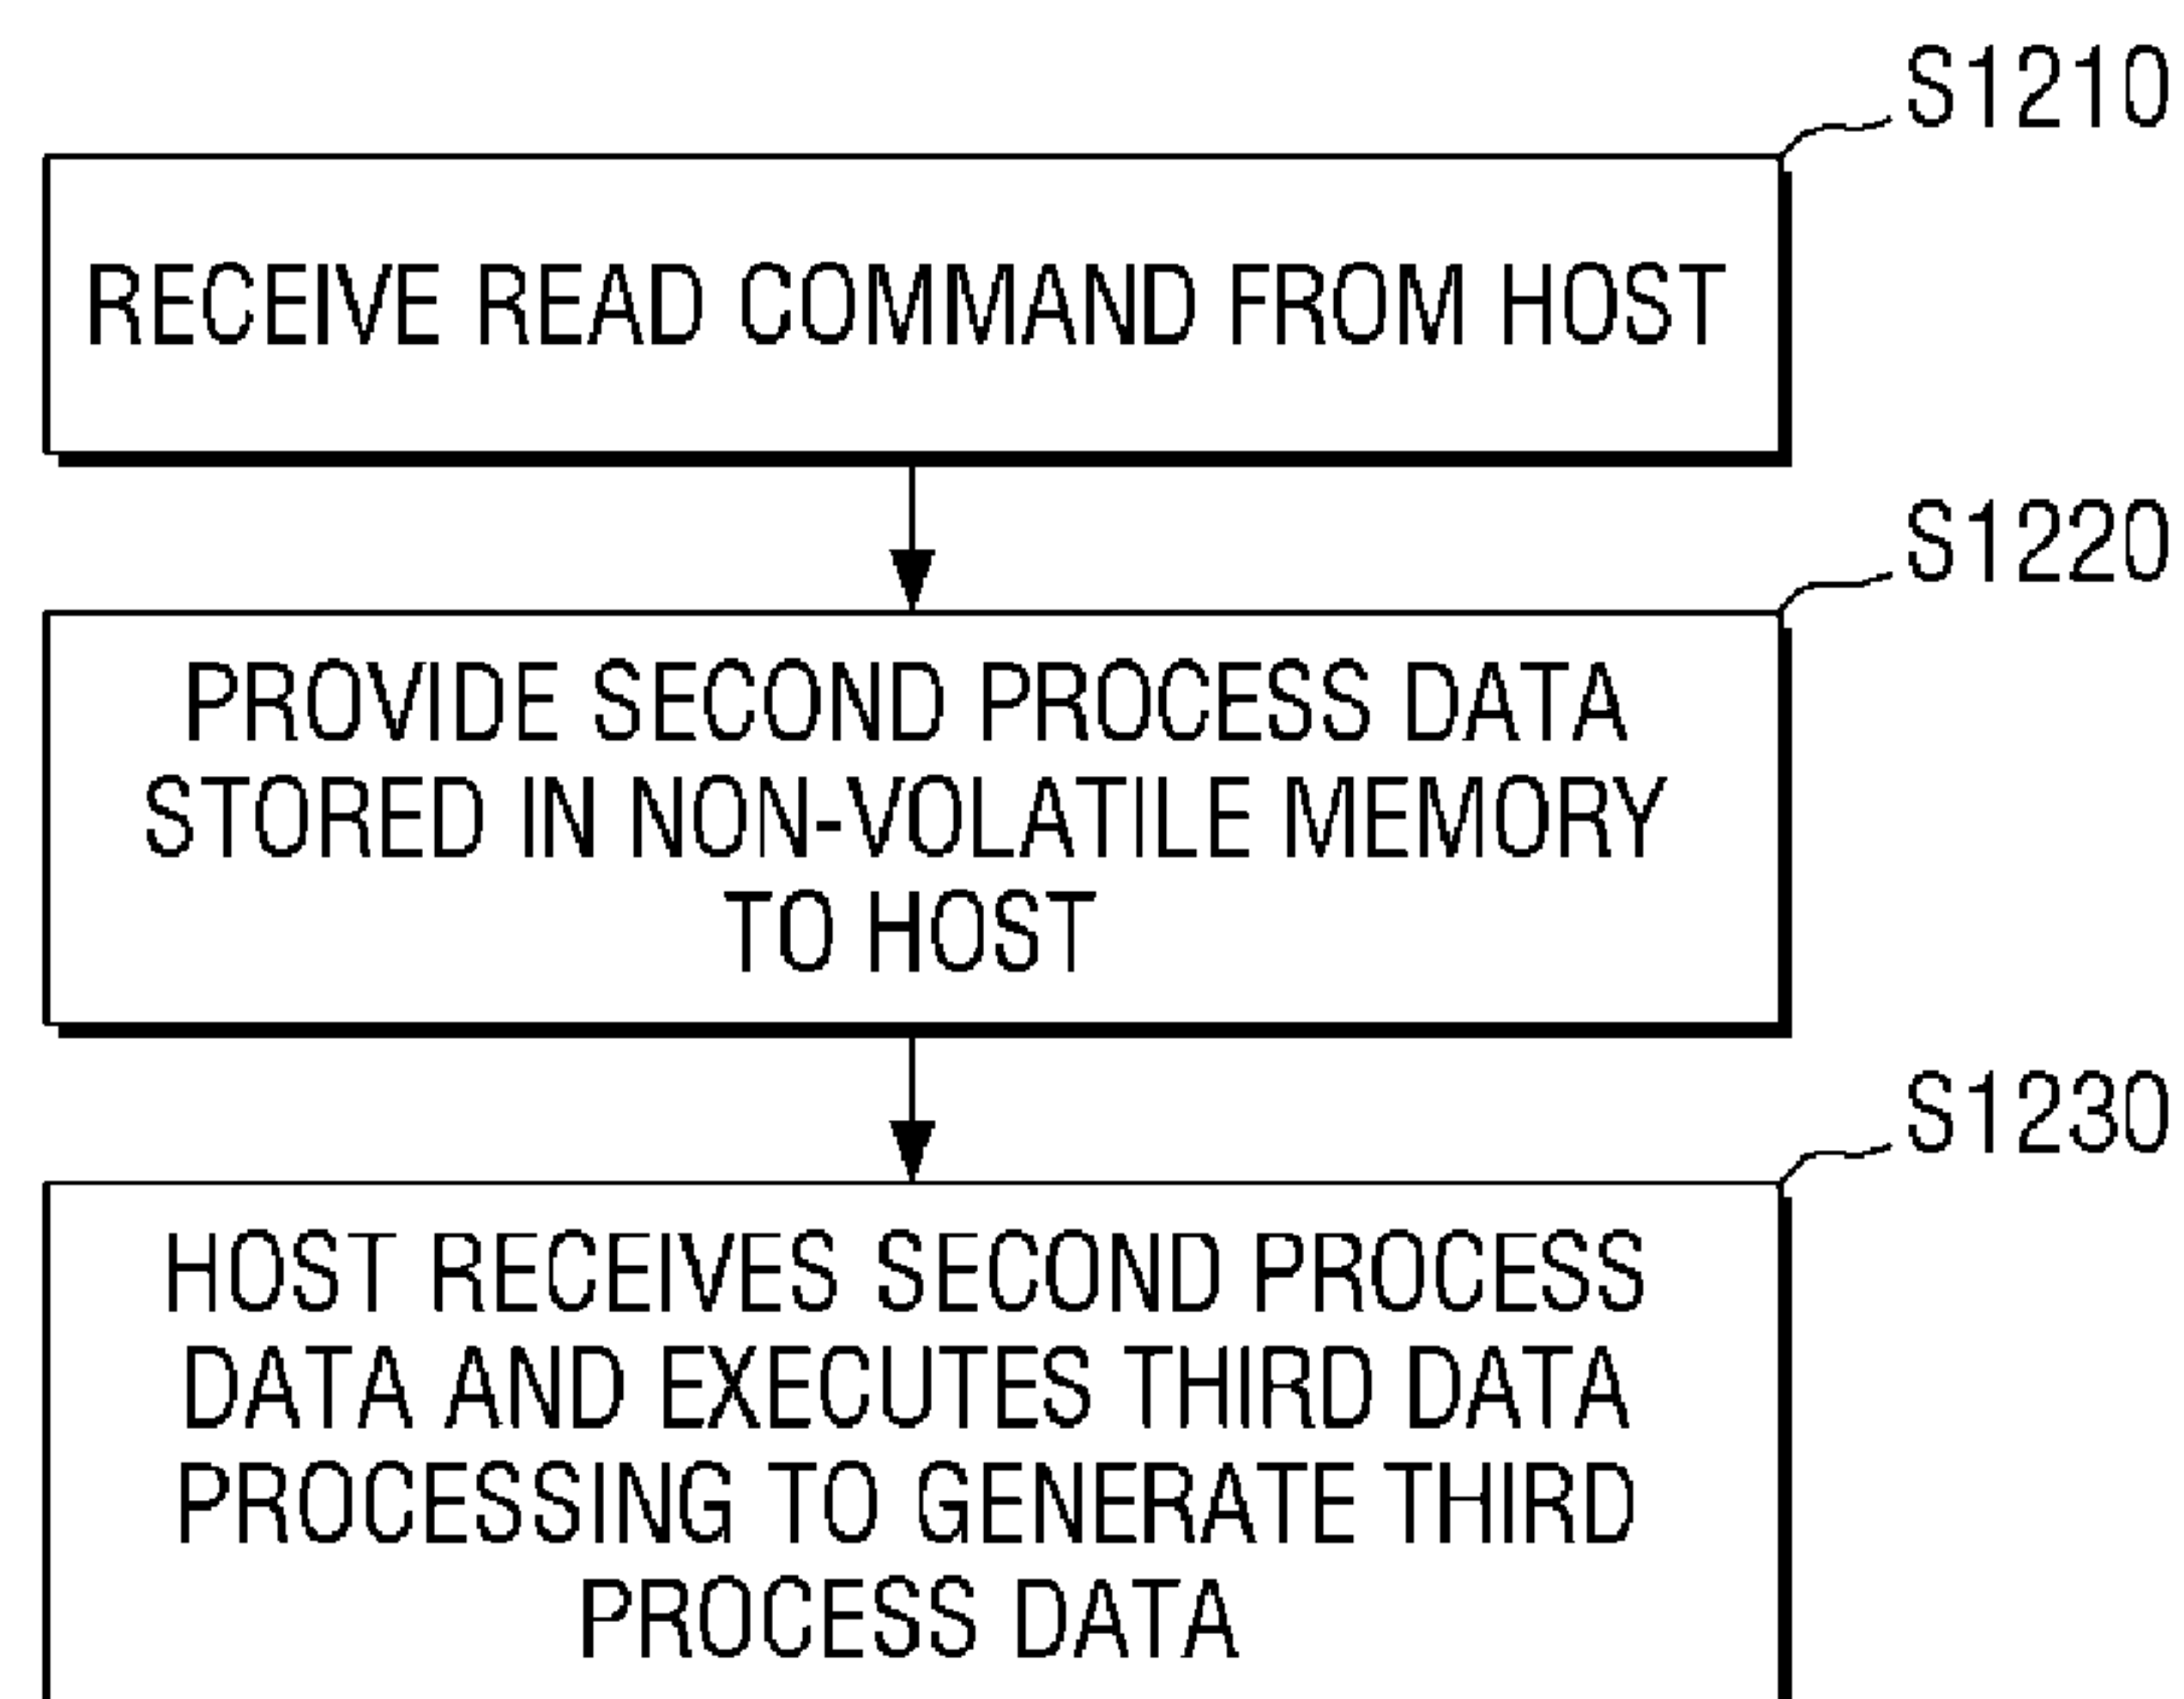 S1210
RECEIVE READ COMMAND FROM HOST
S1220
PROVIDE SECOND PROCESS DATA
STORED IN NON-VOLATILE MEMORY
TO HOST
S1230
HOST RECEIVES SECOND PROCESS
DATA AND EXECUTES THIRD DATA
PROCESSING TO GENERATE THIRD
PROCESS DATA